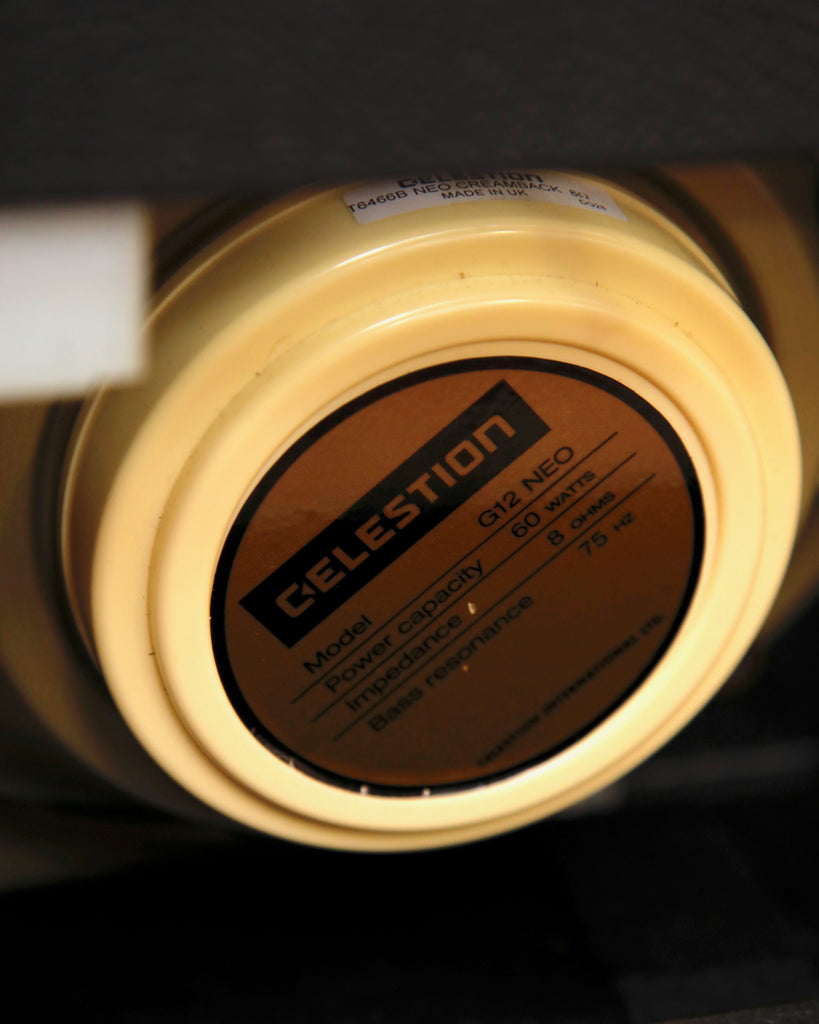 CELESTION
T6466B NEO CREAMBACK 8Ω
MADE IN UK
CELESTION
Model G12 NEO
Power capacity 60 WATTS
Impedance 8 OHMS
Bass resonance 75 HZ
CELESTION INTERNATIONAL LTD.